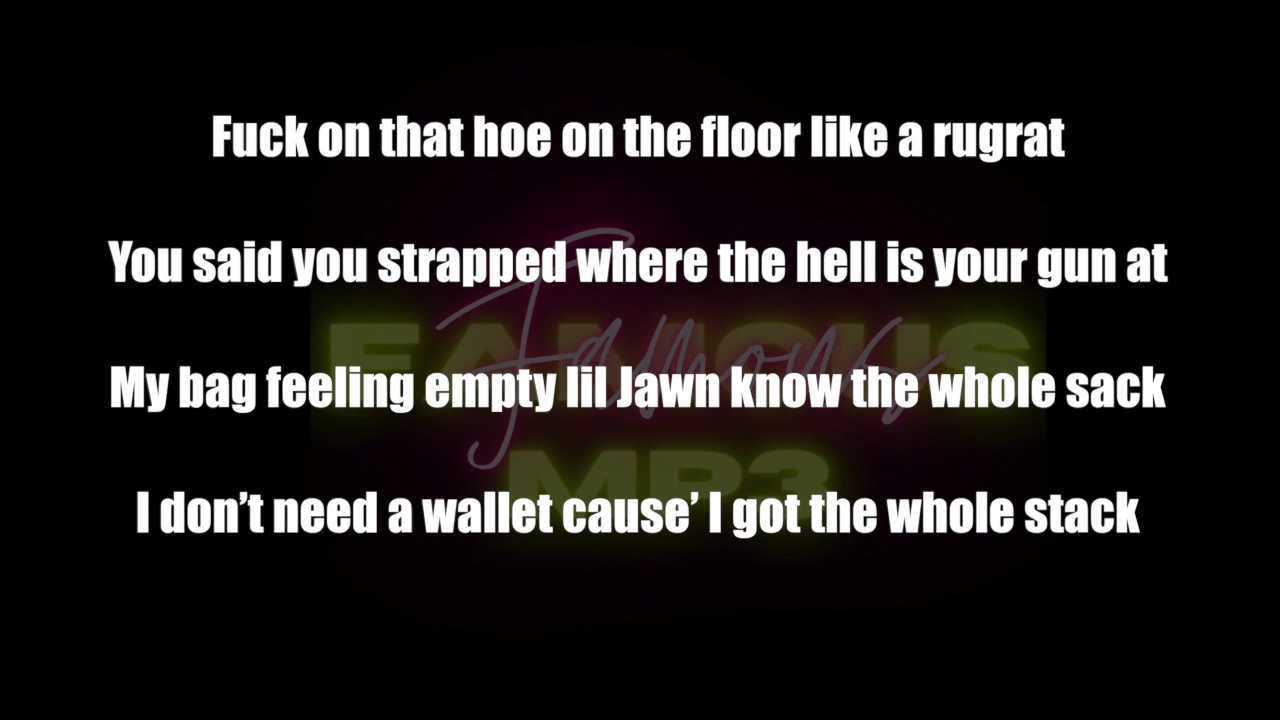 Fuck on that hoe on the floor like a rugrat
You said you strapped where the hell is your gun at
My bag feeling empty lil Jawn know the whole sack
I don’t need a wallet cause’ I got the whole stack
FAMOUS
Famous
MP3